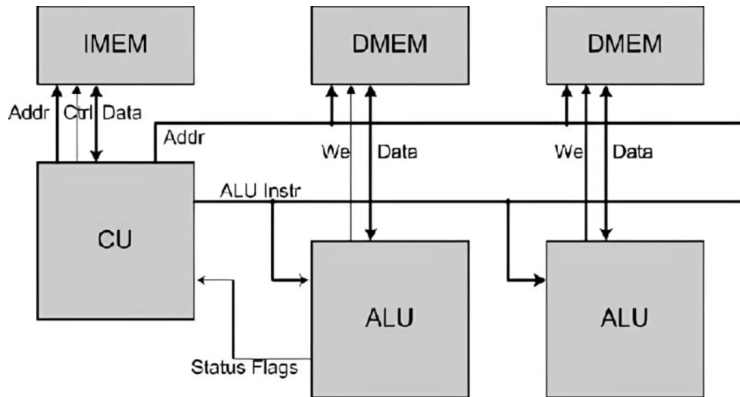 IMEM
DMEM
DMEM
Addr Ctrl Data
Addr
We Data
We Data
ALU Instr
CU
ALU
ALU
Status Flags